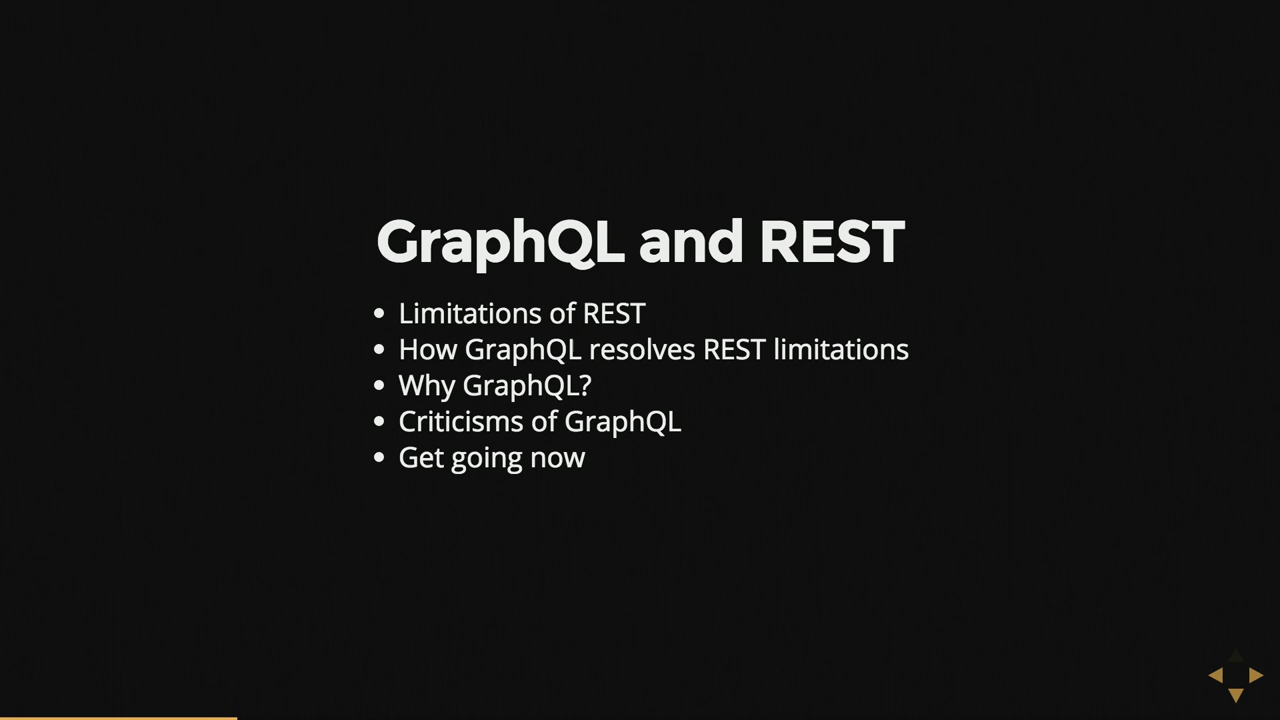 GraphQL and REST
• Limitations of REST
• How GraphQL resolves REST limitations
• Why GraphQL?
• Criticisms of GraphQL
• Get going now